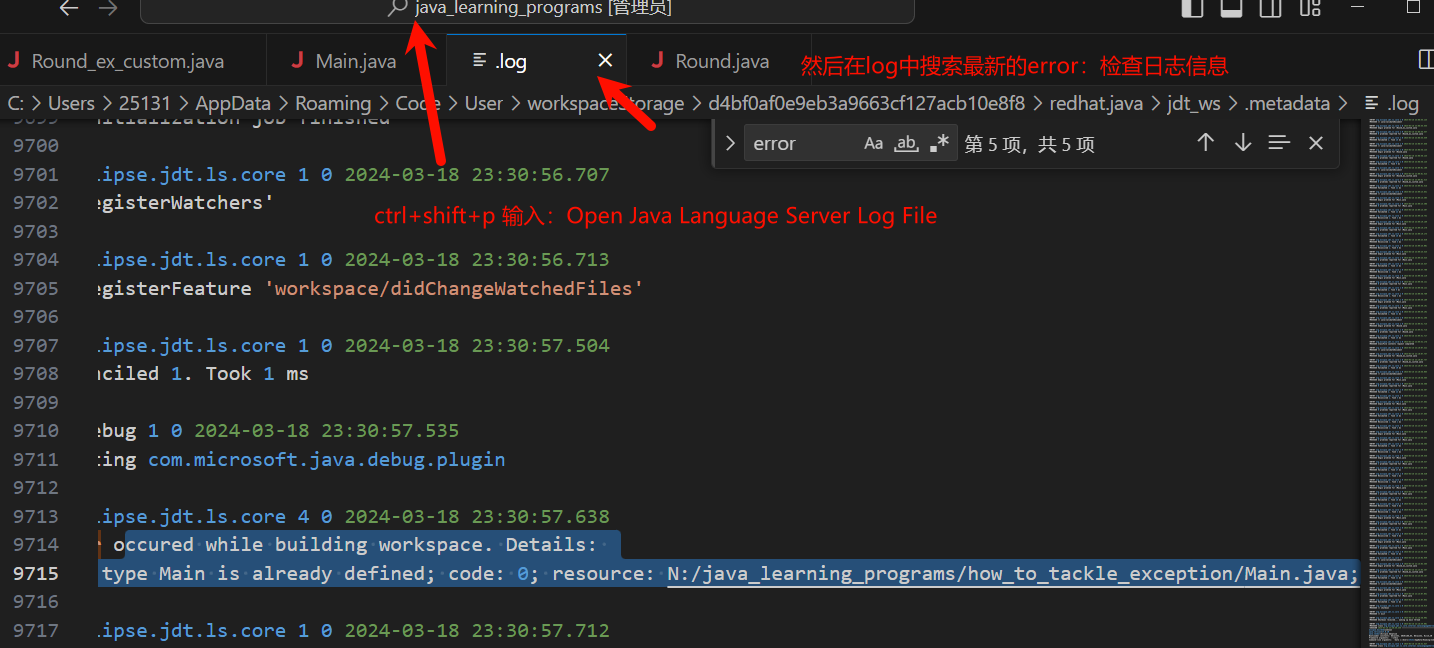 java_learning_programs [管理员]
Round_ex_custom.java
Main.java
.log
Round.java
然后在log中搜索最新的error：检查日志信息
C: > Users > 25131 > AppData > Roaming > Code > User > workspaceStorage > d4bf0af0e9eb3a9663cf127acb10e8f8 > redhat.java > jdt_ws > .metadata > .log
error Aa ab .* 第 5 项，共 5 项
9699 nitialization job finished
9700
9701 lipse.jdt.ls.core 1 0 2024-03-18 23:30:56.707
9702 egisterWatchers'
ctrl+shift+p 输入：Open Java Language Server Log File
9703
9704 lipse.jdt.ls.core 1 0 2024-03-18 23:30:56.713
9705 egisterFeature 'workspace/didChangeWatchedFiles'
9706
9707 lipse.jdt.ls.core 1 0 2024-03-18 23:30:57.504
9708 nciled 1. Took 1 ms
9709
9710 ebug 1 0 2024-03-18 23:30:57.535
9711 ting com.microsoft.java.debug.plugin
9712
9713 lipse.jdt.ls.core 4 0 2024-03-18 23:30:57.638
9714 occured while building workspace. Details:
9715 type Main is already defined; code: 0; resource: N:/java_learning_programs/how_to_tackle_exception/Main.java;
9716
9717 lipse.jdt.ls.core 1 0 2024-03-18 23:30:57.712